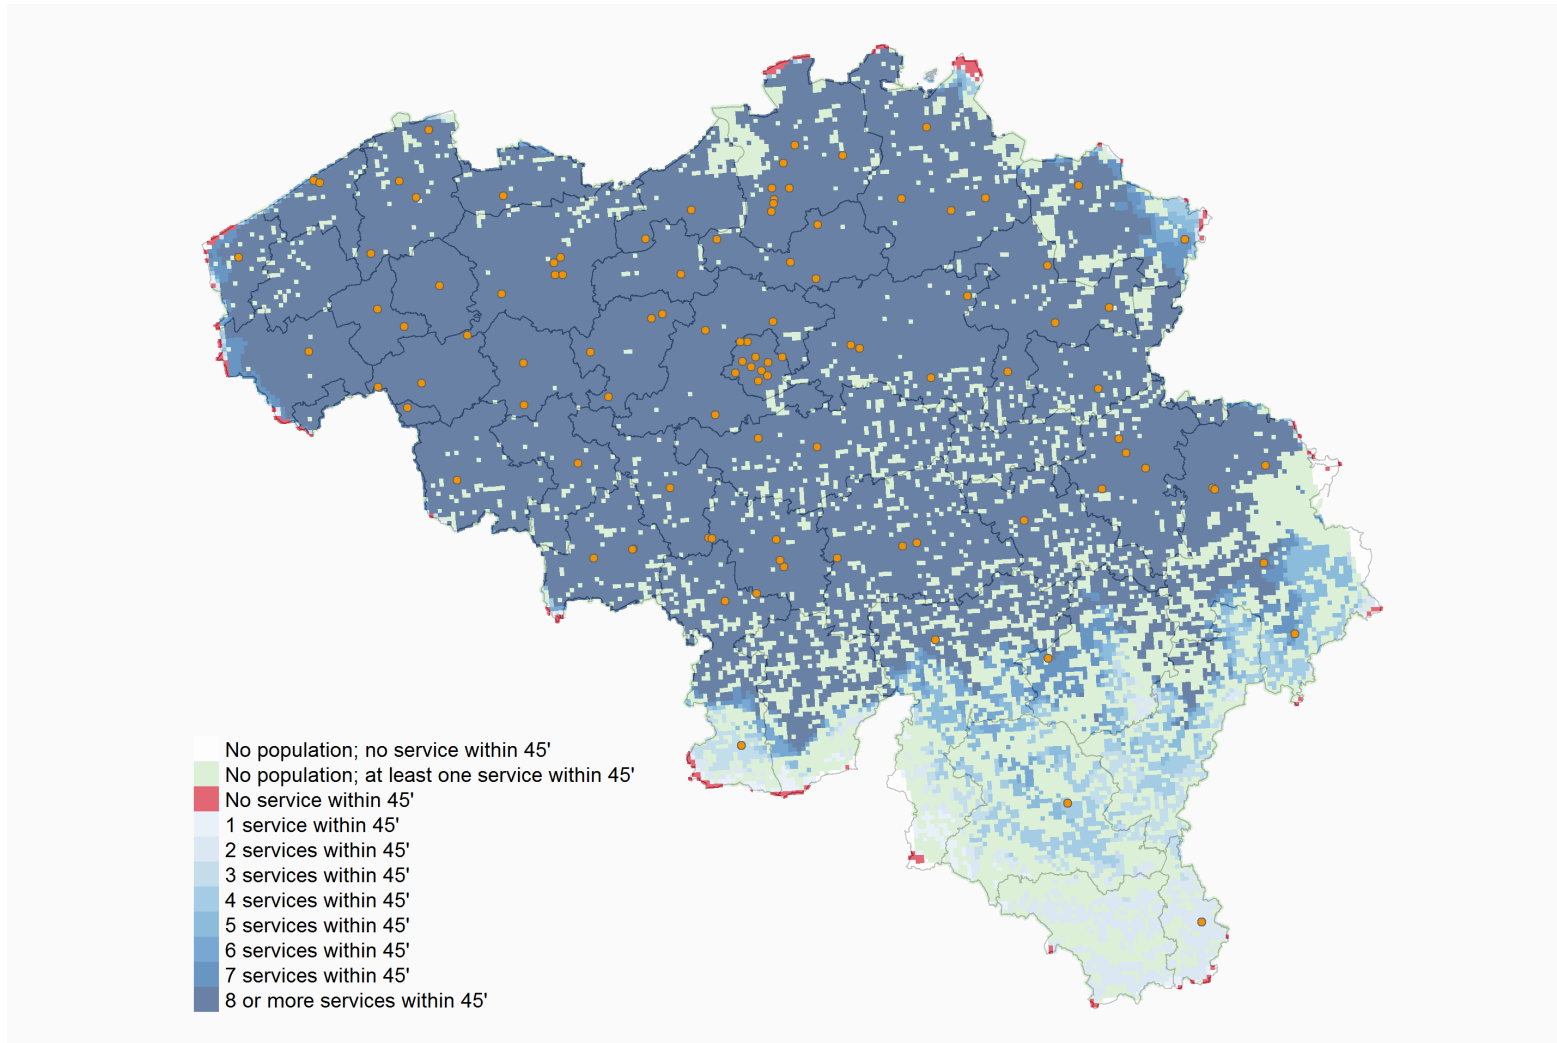 No population; no service within 45'
No population; at least one service within 45'
No service within 45'
1 service within 45'
2 services within 45'
3 services within 45'
4 services within 45'
5 services within 45'
6 services within 45'
7 services within 45'
8 or more services within 45'